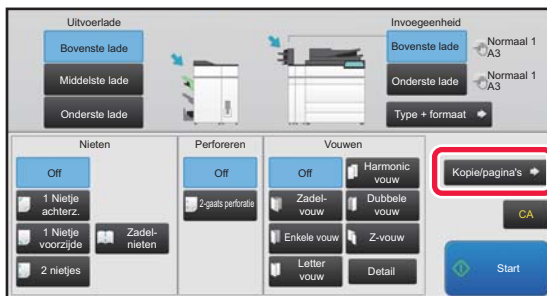 Uitvoerlade
Invoegeenheid
Bovenste lade
Middelste lade
Onderste lade
Bovenste lade
Normaal 1
A3
Onderste lade
Normaal 1
A3
Type + formaat
Nieten
Perforeren
Vouwen
Off
1 Nietje
achterz.
1 Nietje
voorzijde
Zadel-
nieten
2 nietjes
Off
2-gaats perforatie
Off
Harmonic
vouw
Zadel-
vouw
Dubbele
vouw
Enkele vouw
Z-vouw
Letter
vouw
Detail
Kopie/pagina's
CA
Start